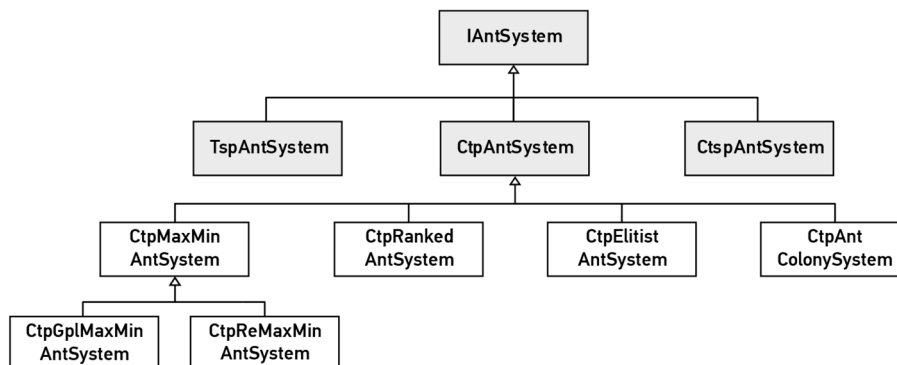 IAntSystem
TspAntSystem
CtpAntSystem
CtspAntSystem
CtpMaxMin
AntSystem
CtpRanked
AntSystem
CtpElitist
AntSystem
CtpAnt
ColonySystem
CtpGplMaxMin
AntSystem
CtpReMaxMin
AntSystem